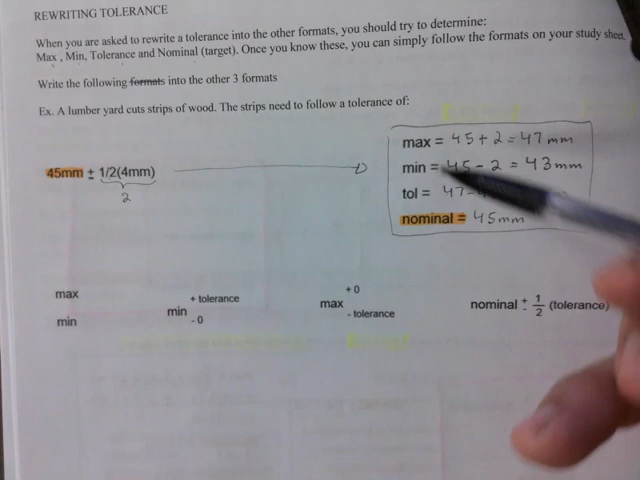 REWRITING TOLERANCE
When you are asked to rewrite a tolerance into the other formats, you should try to determine:
Max , Min, Tolerance and Nominal (target). Once you know these, you can simply follow the formats on your study sheet.
Write the following formats into the other 3 formats
Ex. A lumber yard cuts strips of wood. The strips need to follow a tolerance of:
max = 45+2 = 47mm
45mm ± 1/2(4mm)
min = 45-2 = 43mm
2
tol = 47-
nominal = 45mm
max
min
+ tolerance
min
- 0
+ 0
max
- tolerance
nominal ± 1/2 (tolerance)